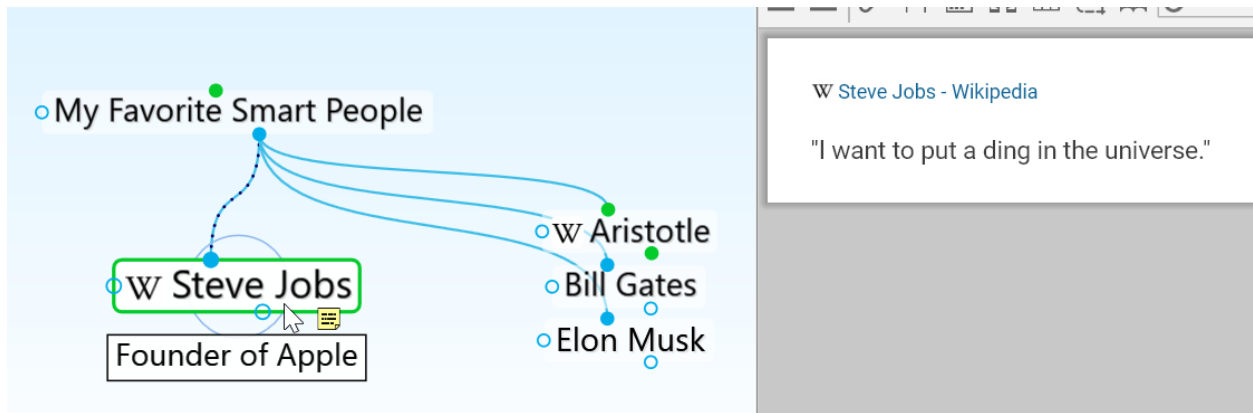 My Favorite Smart People
W Aristotle
Bill Gates
Elon Musk
W Steve Jobs
Founder of Apple
W Steve Jobs - Wikipedia
"I want to put a ding in the universe."